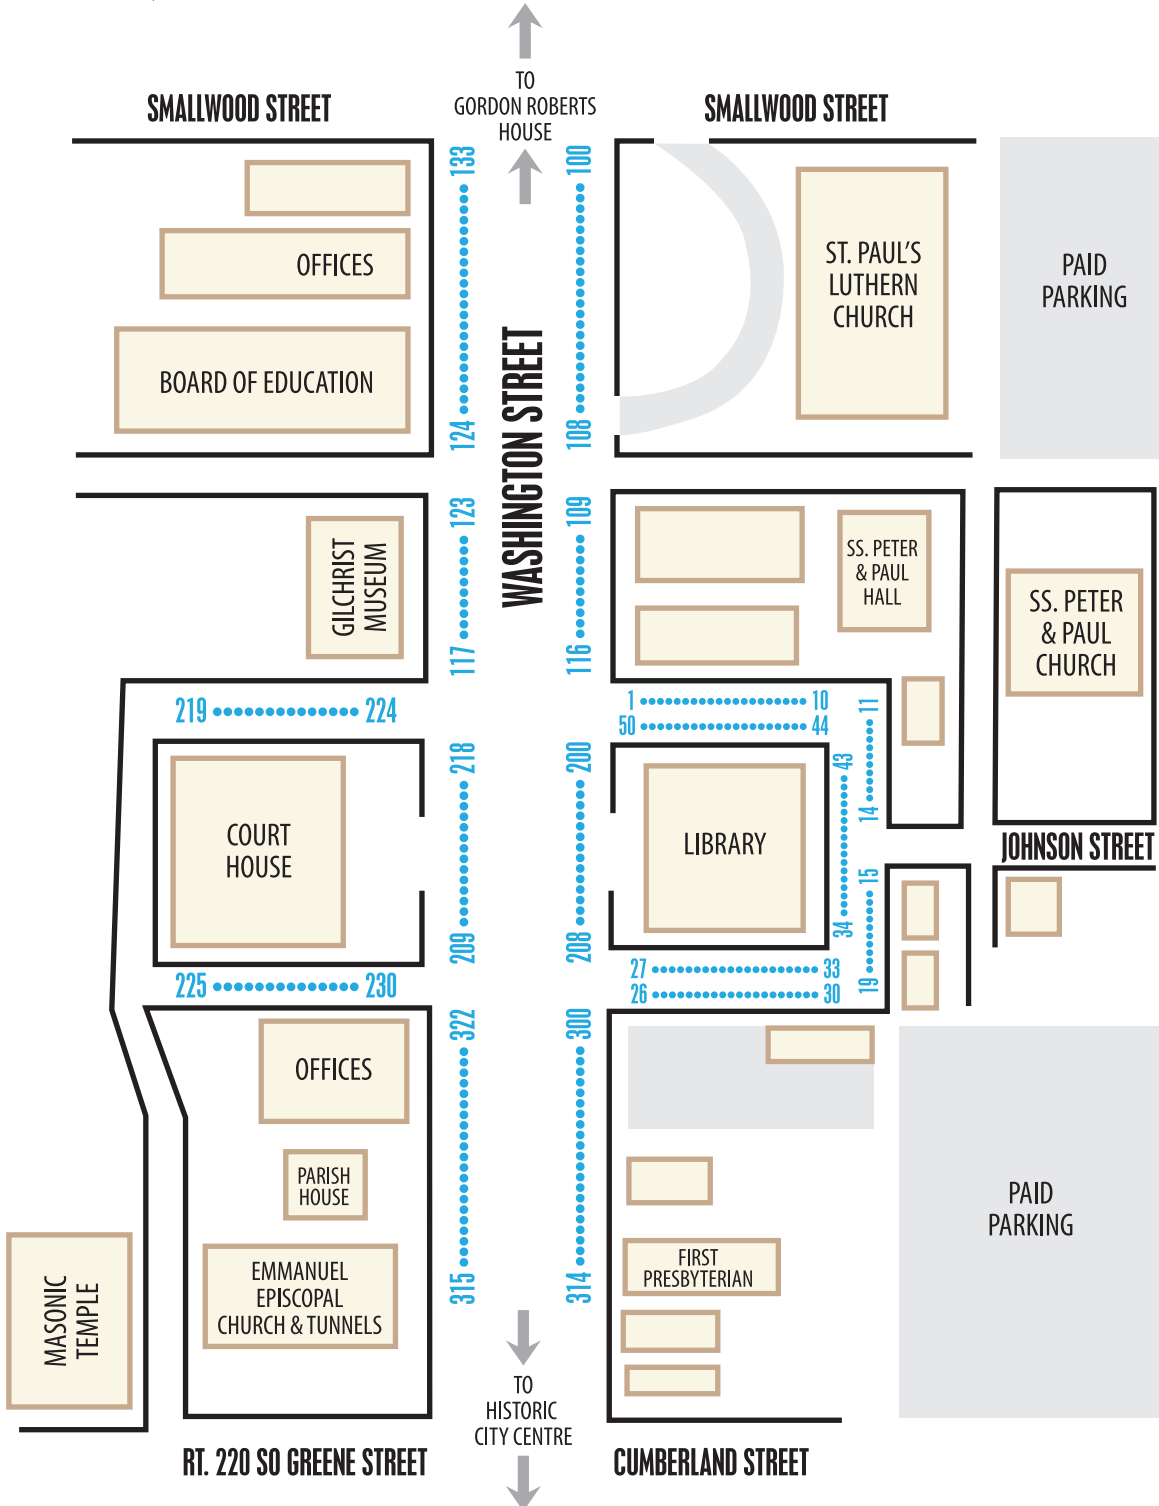 TO
GORDON ROBERTS
HOUSE
SMALLWOOD STREET
SMALLWOOD STREET
133
100
OFFICES
BOARD OF EDUCATION
ST. PAUL'S
LUTHERN
CHURCH
PAID
PARKING
WASHINGTON STREET
124
108
123
109
GILCHRIST
MUSEUM
SS. PETER
& PAUL
HALL
SS. PETER
& PAUL
CHURCH
117
116
219
224
1
10
50
44
11
218
200
43
14
COURT
HOUSE
LIBRARY
JOHNSON STREET
15
209
208
34
19
225
230
27
33
26
30
322
300
OFFICES
PARISH
HOUSE
EMMANUEL
EPISCOPAL
CHURCH & TUNNELS
MASONIC
TEMPLE
315
314
FIRST
PRESBYTERIAN
PAID
PARKING
TO
HISTORIC
CITY CENTRE
RT. 220 SO GREENE STREET
CUMBERLAND STREET